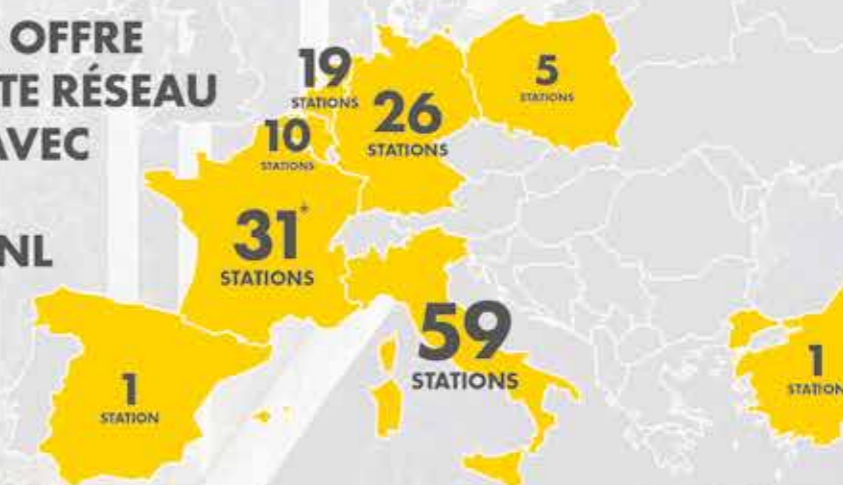 OFFRE
TE RÉSEAU
AVEC
NL
19
STATIONS
10
STATIONS
26
STATIONS
5
STATIONS
31*
STATIONS
59
STATIONS
1
STATION
1
STATION